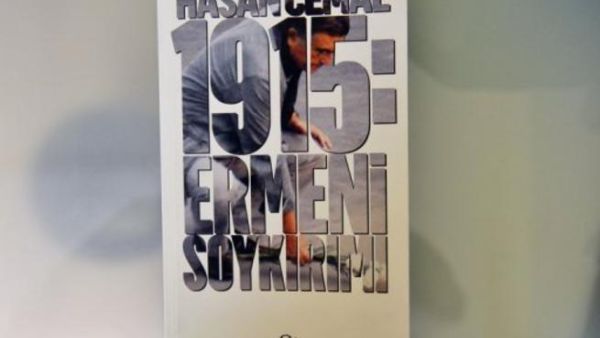 HASAN CEMAL
1915:
ERMENİ
SOYKIRIMI